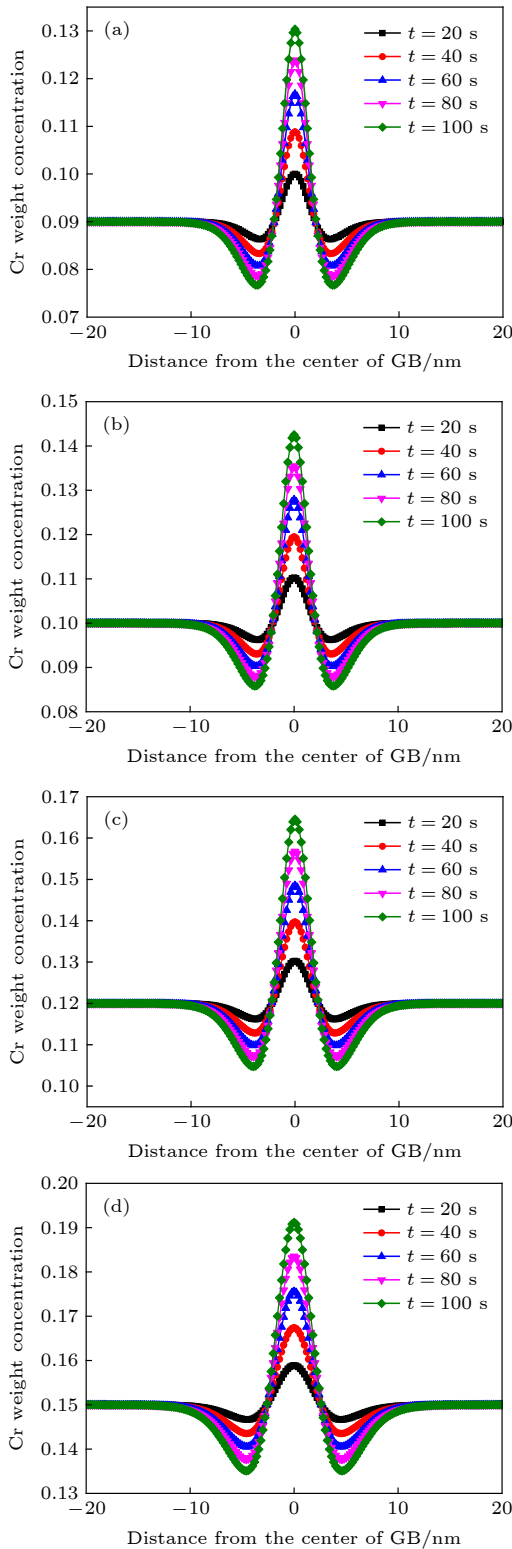 (a)
t = 20 s
t = 40 s
t = 60 s
t = 80 s
t = 100 s
0.13
0.12
0.11
0.10
0.09
0.08
0.07
Cr weight concentration
−20 −10 0 10 20
Distance from the center of GB/nm
(b)
t = 20 s
t = 40 s
t = 60 s
t = 80 s
t = 100 s
0.15
0.14
0.13
0.12
0.11
0.10
0.09
0.08
Cr weight concentration
−20 −10 0 10 20
Distance from the center of GB/nm
(c)
t = 20 s
t = 40 s
t = 60 s
t = 80 s
t = 100 s
0.17
0.16
0.15
0.14
0.13
0.12
0.11
0.10
Cr weight concentration
−20 −10 0 10 20
Distance from the center of GB/nm
(d)
t = 20 s
t = 40 s
t = 60 s
t = 80 s
t = 100 s
0.20
0.19
0.18
0.17
0.16
0.15
0.14
0.13
Cr weight concentration
−20 −10 0 10 20
Distance from the center of GB/nm